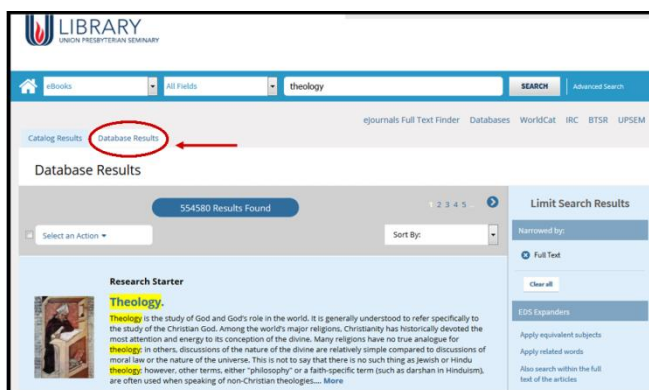 LIBRARY
UNION PRESBYTERIAN SEMINARY
eBooks
All Fields
theology
SEARCH
Advanced Search
ejournals Full Text Finder Databases WorldCat IRC BTSR UPSEM
Catalog Results Database Results
Database Results
554580 Results Found
1 2 3 4 5 ...
Limit Search Results
Select an Action
Sort By:
Narrowed by:
Full Text
Clear all
Research Starter
Theology.
Theology is the study of God and God's role in the world. It is generally understood to refer specifically to
the study of the Christian God. Among the world's major religions, Christianity has historically devoted the
most attention and energy to its conception of the divine. Many religions have no true analogue for
theology: in others, discussions of the nature of the divine are relatively simple compared to discussions of
moral law or the nature of the universe. This is not to say that there is no such thing as Jewish or Hindu
theology: however, other terms, either "philosophy" or a faith-specific term (such as darshan in Hinduism),
are often used when speaking of non-Christian theologies.... More
EDS Expanders
Apply equivalent subjects
Apply related words
Also search within the full
text of the articles